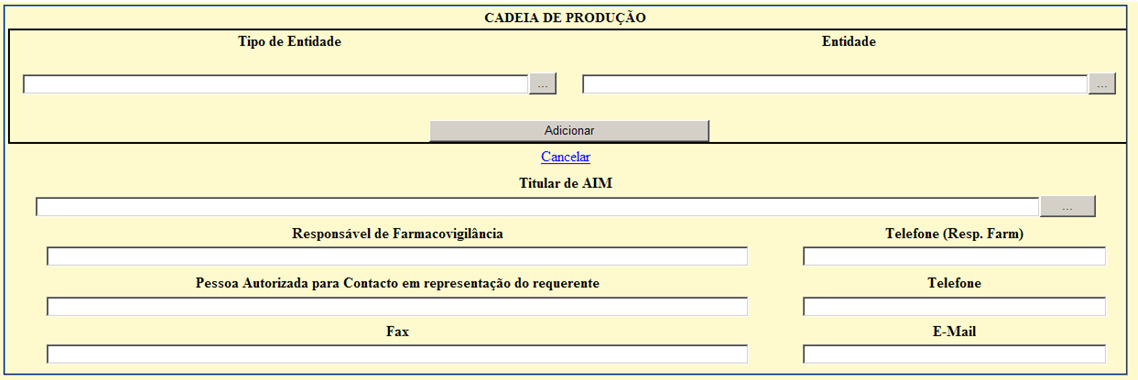 CADEIA DE PRODUÇÃO
Tipo de Entidade Entidade
... ...
Adicionar
Cancelar
Titular de AIM
...
Responsável de Farmacovigilância Telefone (Resp. Farm)
Pessoa Autorizada para Contacto em representação do requerente Telefone
Fax E-Mail